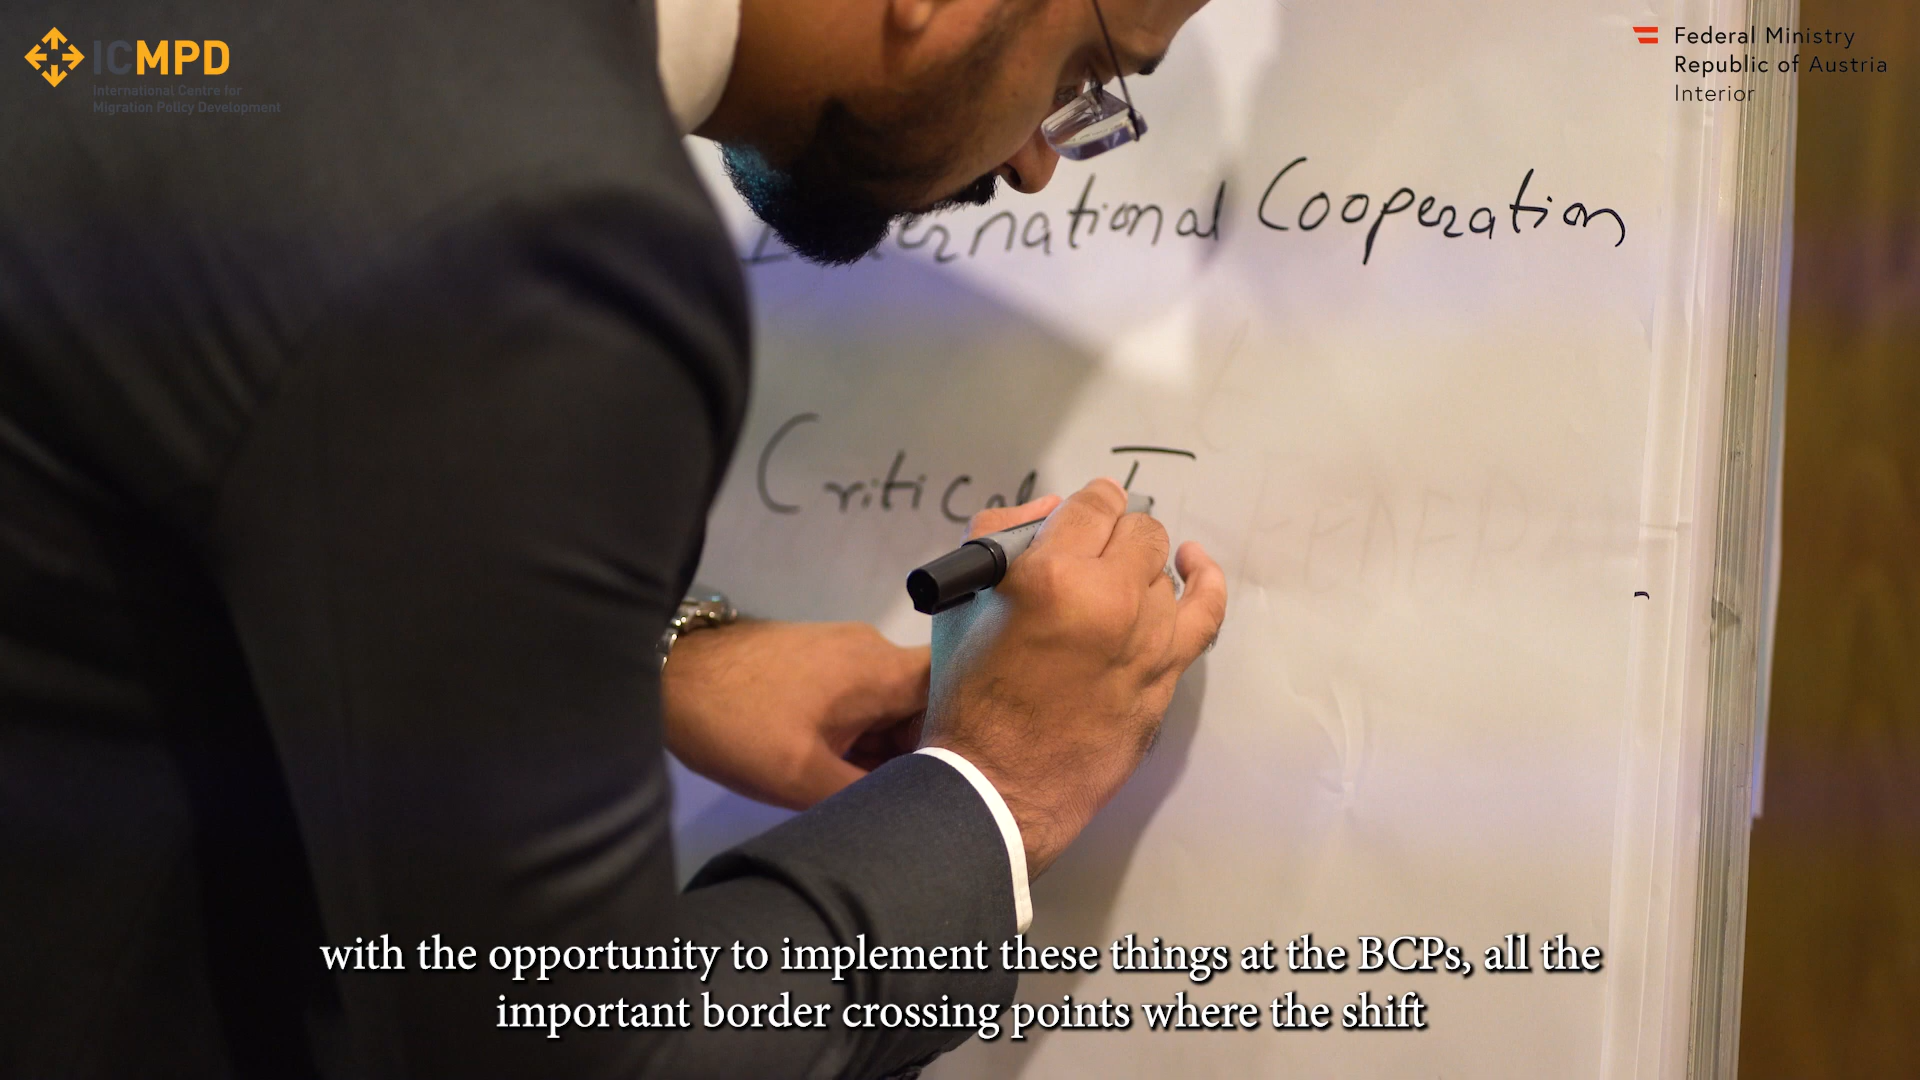 ICMPD
International Centre for
Migration Policy Development
Federal Ministry
Republic of Austria
Interior
International Cooperation
Critical
with the opportunity to implement these things at the BCPs, all the
important border crossing points where the shift